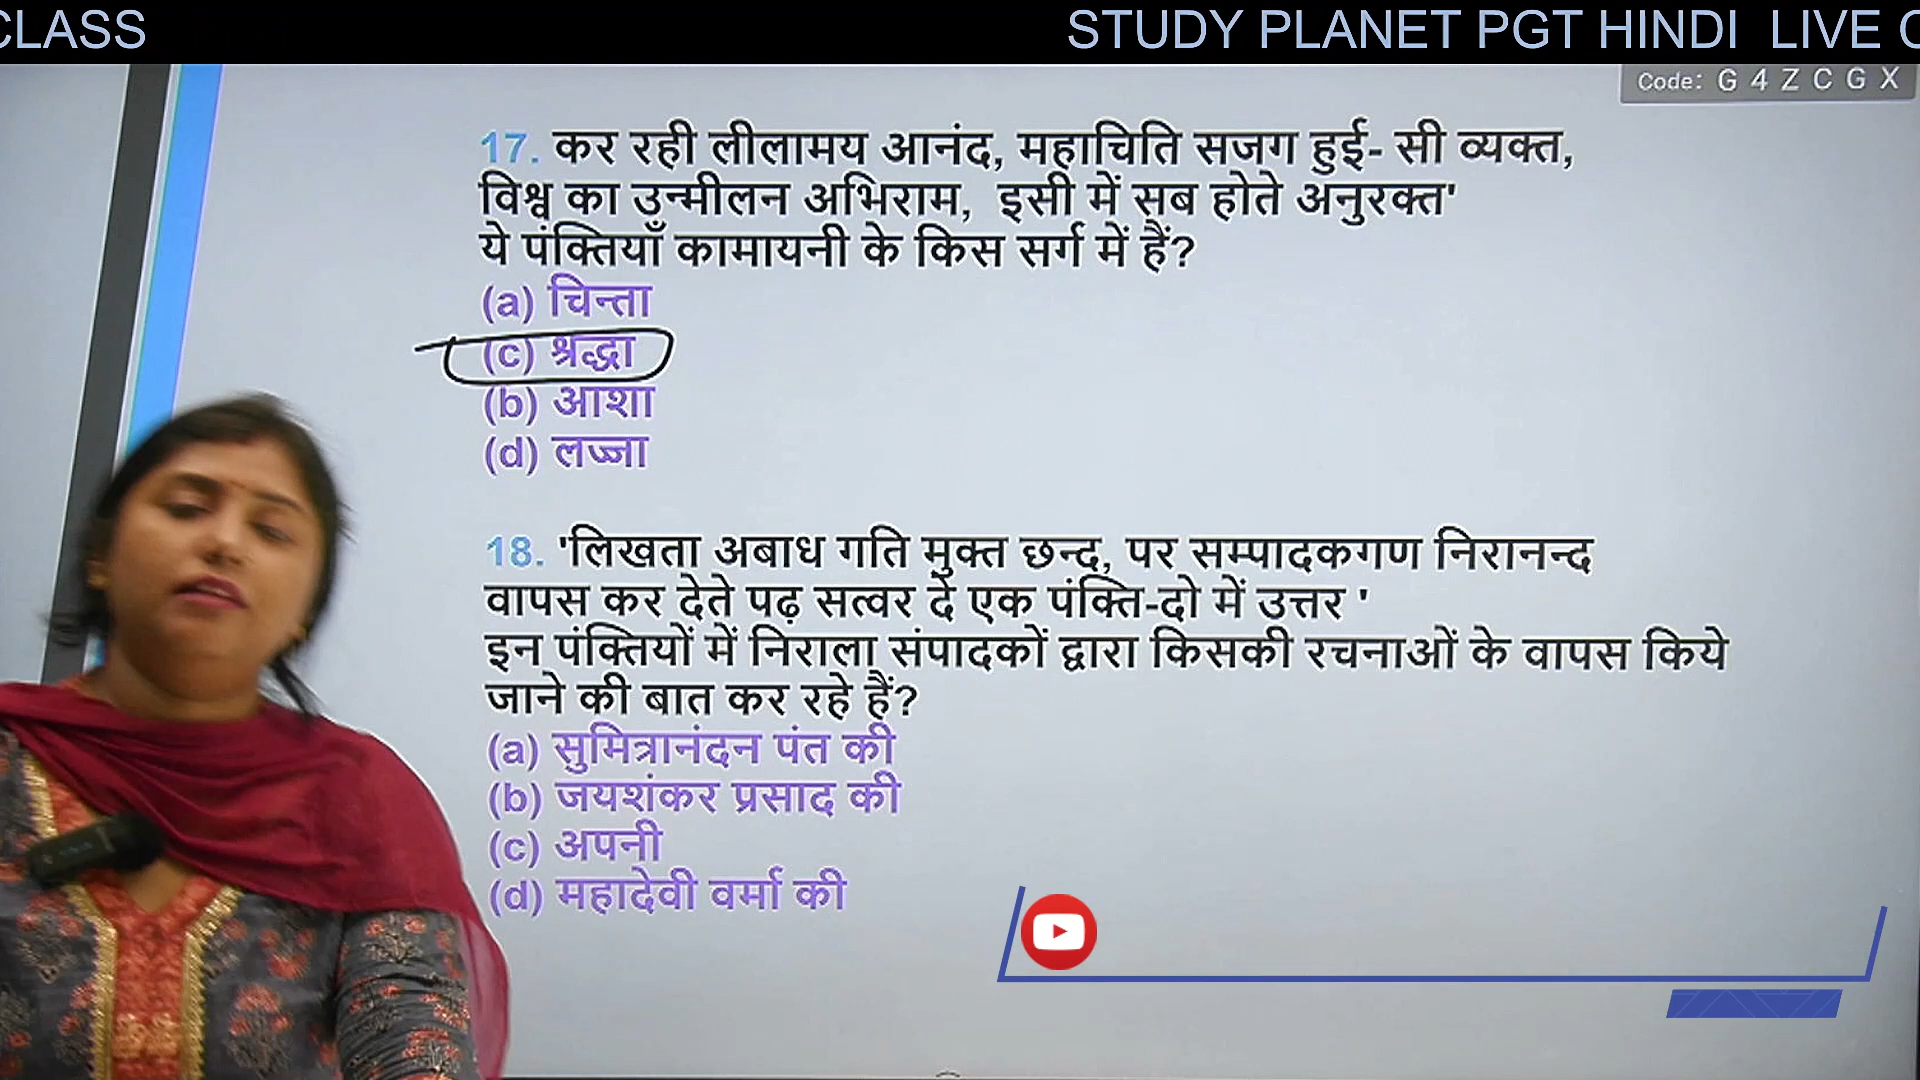 CLASS
STUDY PLANET PGT HINDI LIVE C
Code: G 4 Z C G X
17. कर रही लीलामय आनंद, महाचिति सजग हुई- सी व्यक्त,
विश्व का उन्मीलन अभिराम, इसी में सब होते अनुरक्त'
ये पंक्तियाँ कामायनी के किस सर्ग में हैं?
(a) चिन्ता
(c) श्रद्धा
(b) आशा
(d) लज्जा
18. 'लिखता अबाध गति मुक्त छन्द, पर सम्पादकगण निरानन्द
वापस कर देते पढ़ सत्वर दे एक पंक्ति-दो में उत्तर '
इन पंक्तियों में निराला संपादकों द्वारा किसकी रचनाओं के वापस किये
जाने की बात कर रहे हैं?
(a) सुमित्रानंदन पंत की
(b) जयशंकर प्रसाद की
(c) अपनी
(d) महादेवी वर्मा की